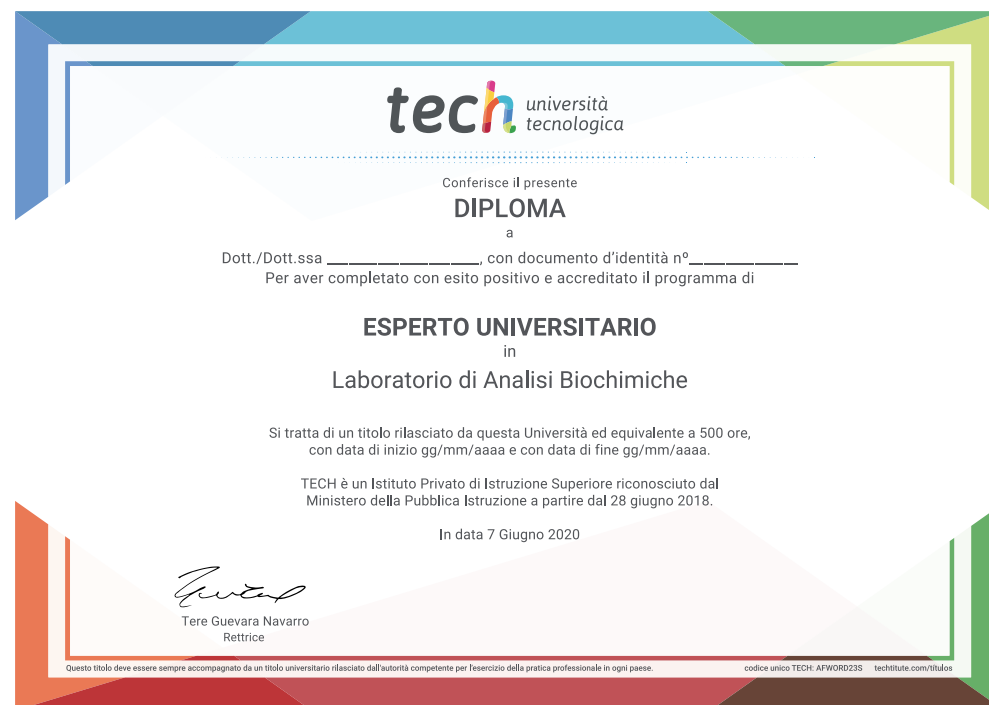 tech università
tecnologica
Conferisce il presente
DIPLOMA
a
Dott./Dott.ssa ____________________, con documento d'identità nº______________
Per aver completato con esito positivo e accreditato il programma di
ESPERTO UNIVERSITARIO
in
Laboratorio di Analisi Biochimiche
Si tratta di un titolo rilasciato da questa Università ed equivalente a 500 ore,
con data di inizio gg/mm/aaaa e con data di fine gg/mm/aaaa.
TECH è un Istituto Privato di Istruzione Superiore riconosciuto dal
Ministero della Pubblica Istruzione a partire dal 28 giugno 2018.
In data 7 Giugno 2020
Tere Guevara Navarro
Rettrice
Questo titolo deve essere sempre accompagnato da un titolo universitario rilasciato dall'autorità competente per l'esercizio della pratica professionale in ogni paese.
codice unico TECH: AFWORD23S techtitute.com/títulos